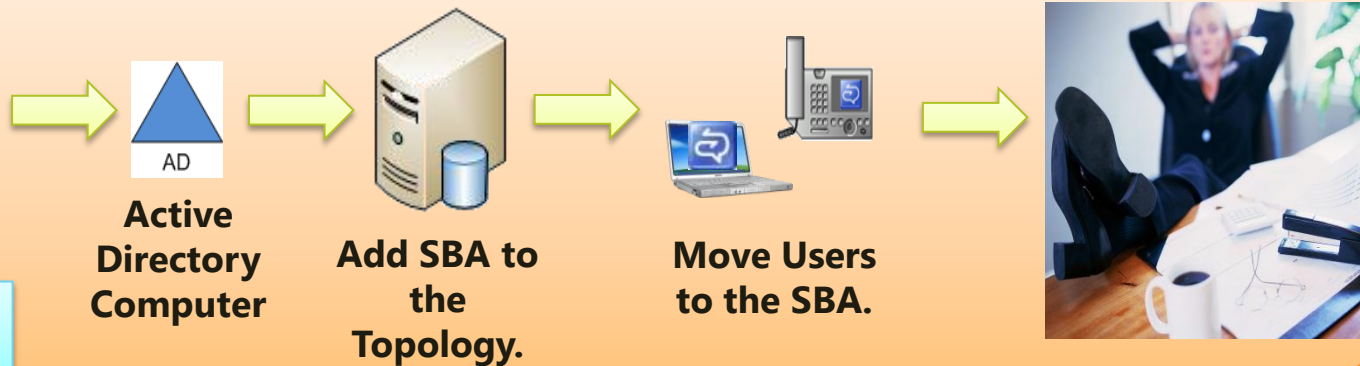 AD
Active
Directory
Computer
Add SBA to
the
Topology.
Move Users
to the SBA.